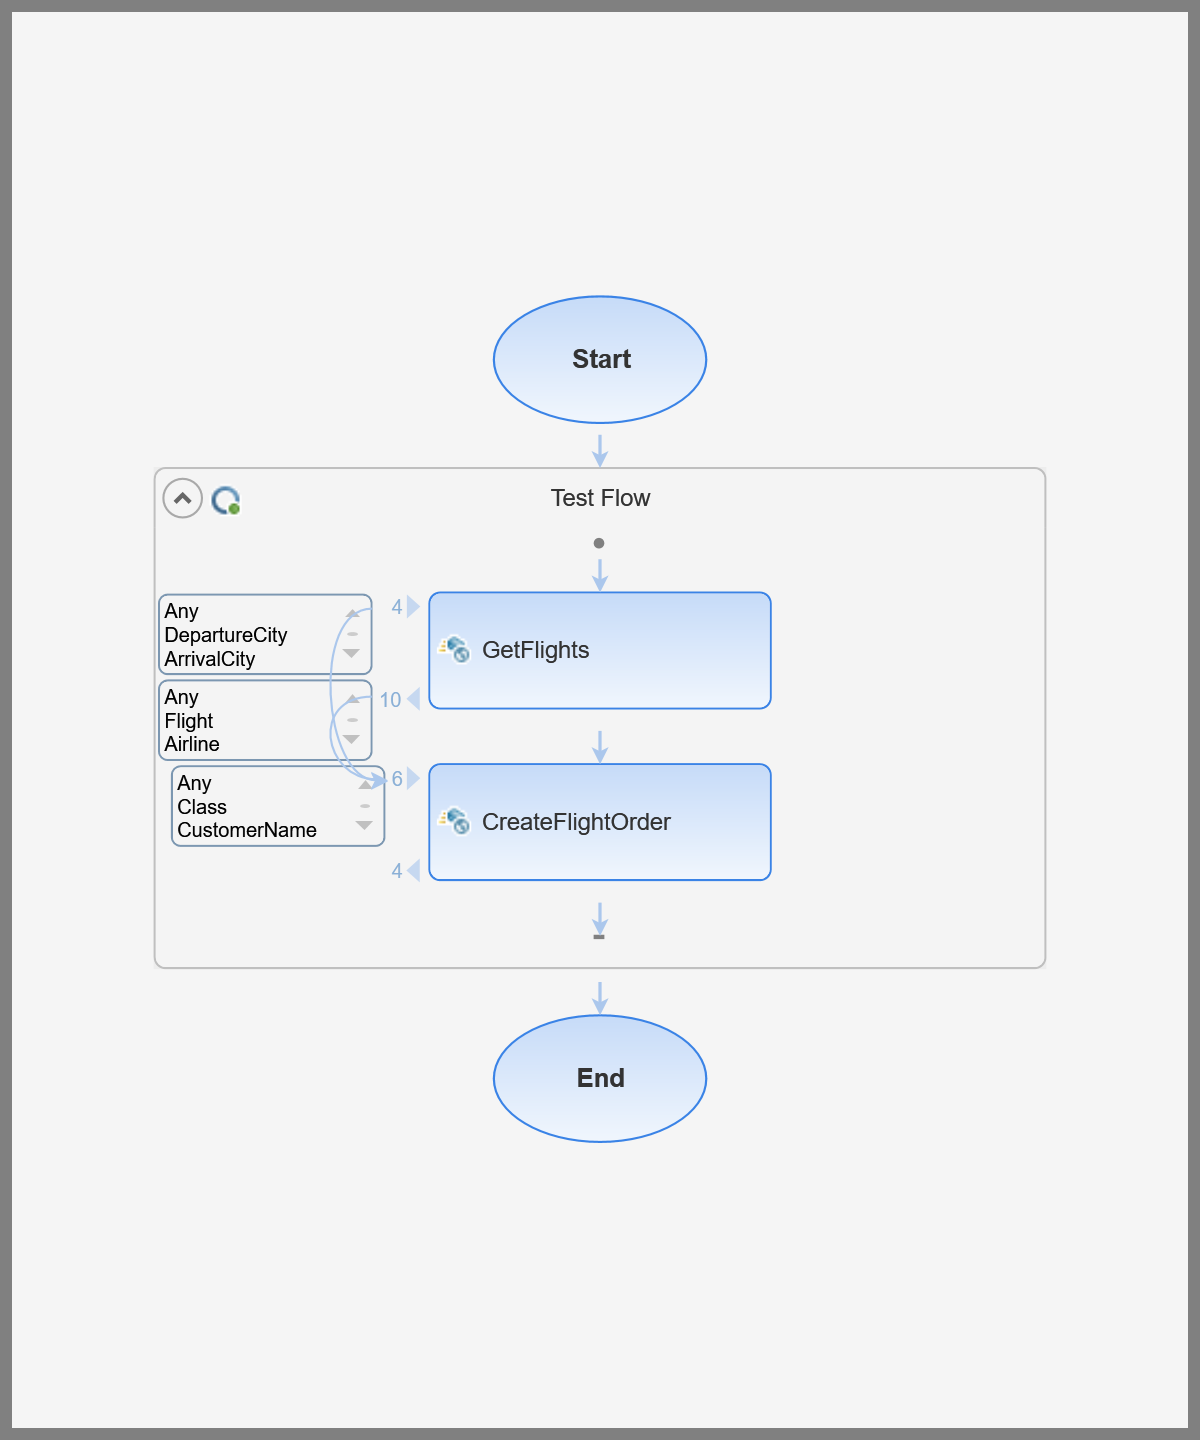 Start
Test Flow
Any
DepartureCity
ArrivalCity
4
GetFlights
Any
Flight
Airline
10
Any
Class
CustomerName
6
CreateFlightOrder
4
End